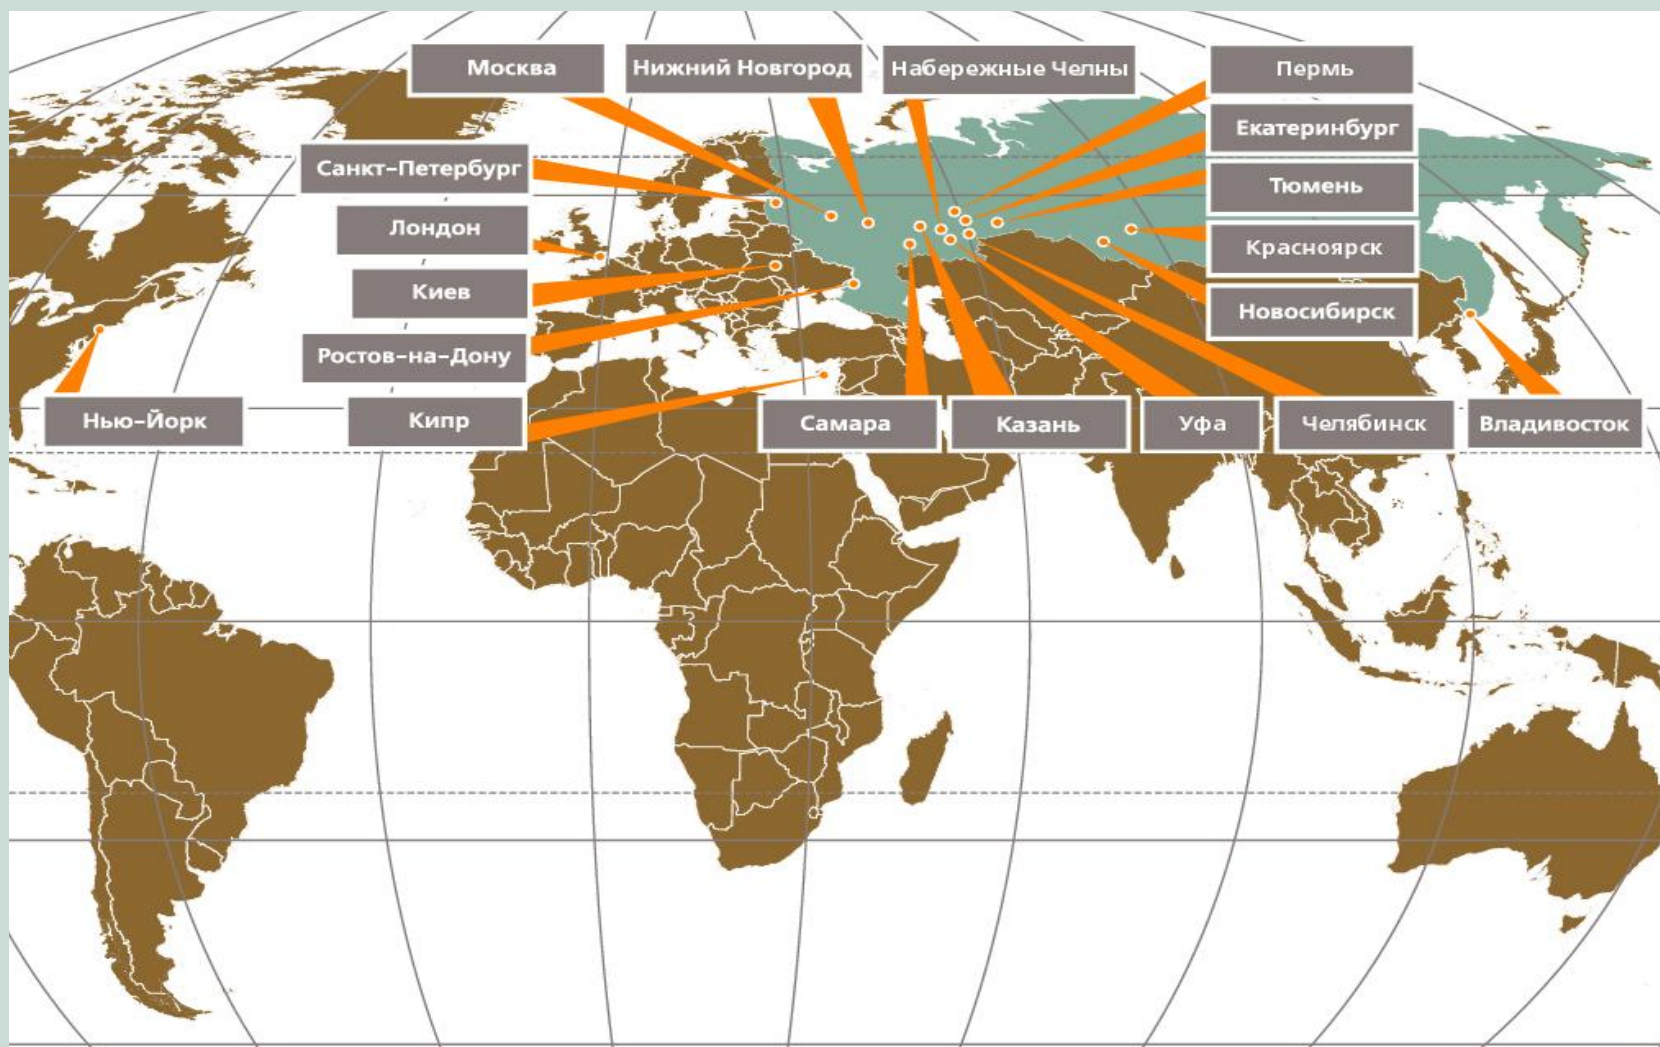 Москва
Нижний Новгород
Набережные Челны
Пермь
Екатеринбург
Санкт-Петербург
Тюмень
Лондон
Красноярск
Киев
Новосибирск
Ростов-на-Дону
Нью-Йорк
Кипр
Самара
Казань
Уфа
Челябинск
Владивосток